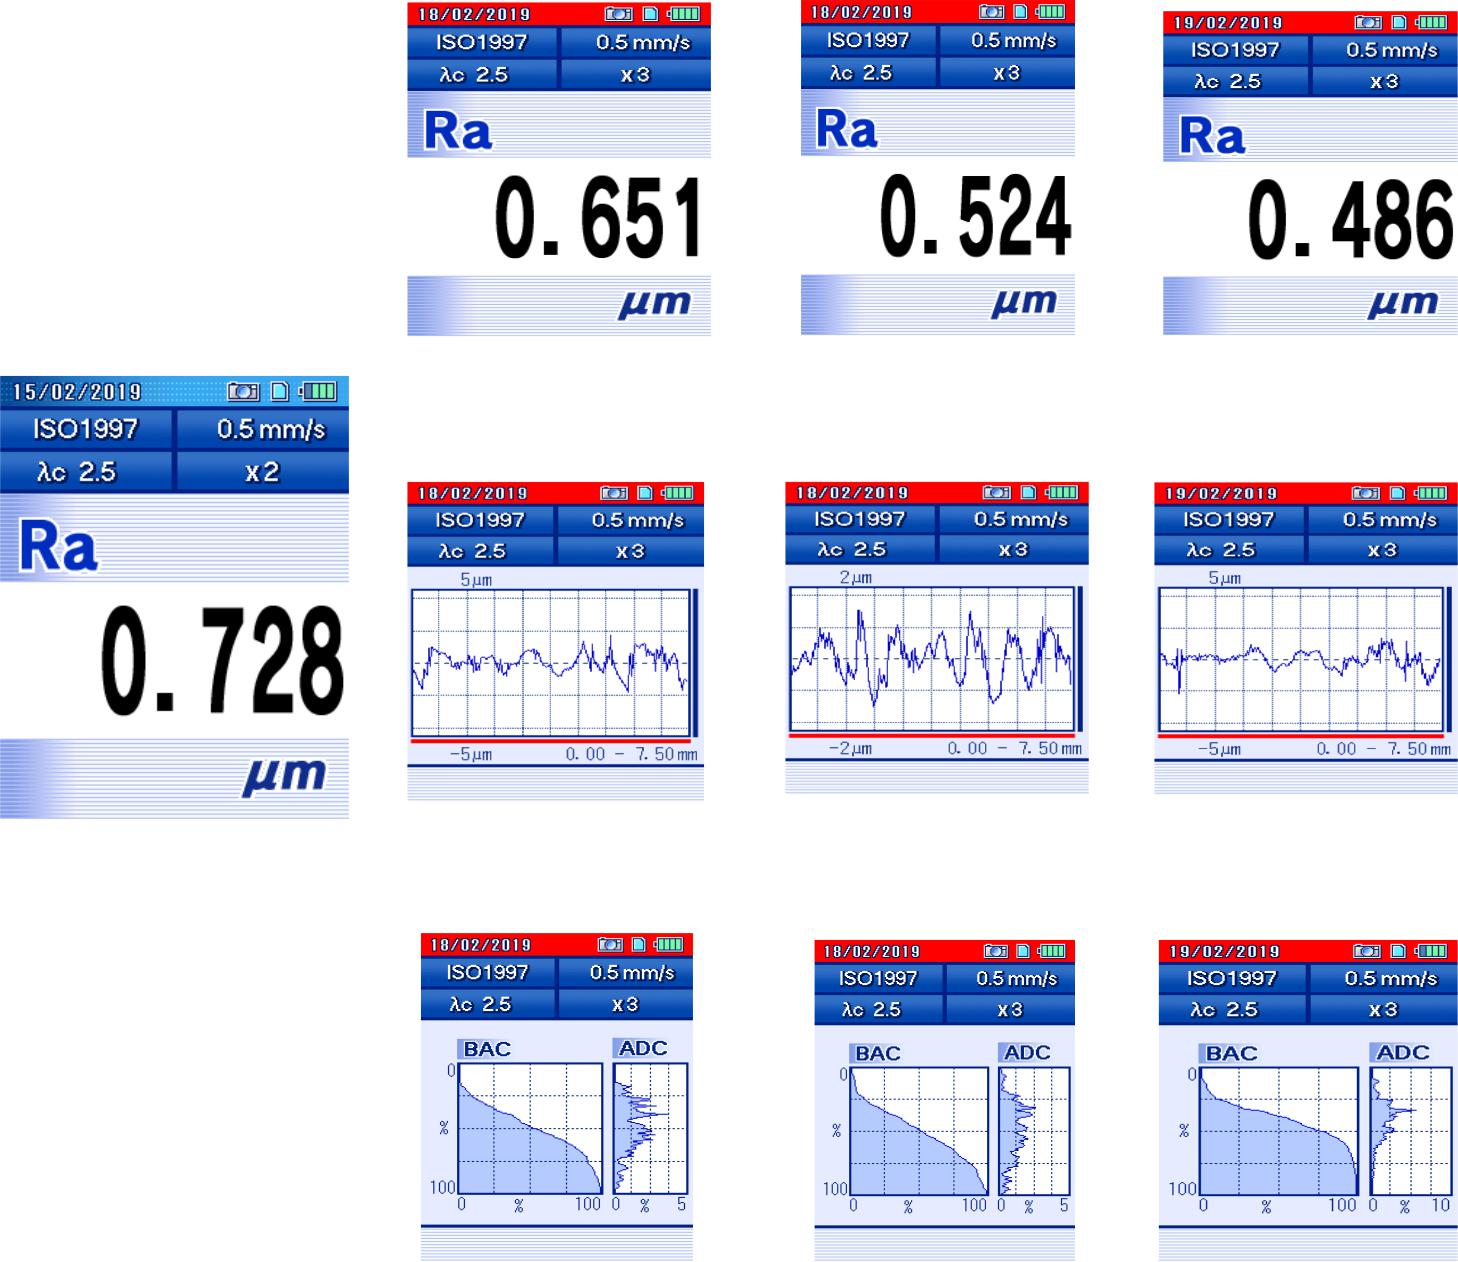 18/02/2019
ISO1997 0.5 mm/s
λc 2.5 x3
Ra
0.651
µm
18/02/2019
ISO1997 0.5 mm/s
λc 2.5 x3
Ra
0.524
µm
19/02/2019
ISO1997 0.5 mm/s
λc 2.5 x3
Ra
0.486
µm
15/02/2019
ISO1997 0.5 mm/s
λc 2.5 x2
Ra
0.728
µm
18/02/2019
ISO1997 0.5 mm/s
λc 2.5 x3
5µm
-5µm 0.00 - 7.50 mm
18/02/2019
ISO1997 0.5 mm/s
λc 2.5 x3
2µm
-2µm 0.00 - 7.50 mm
19/02/2019
ISO1997 0.5 mm/s
λc 2.5 x3
5µm
-5µm 0.00 - 7.50 mm
18/02/2019
ISO1997 0.5 mm/s
λc 2.5 x3
BAC ADC
0
%
100
0 % 100 0 % 5
18/02/2019
ISO1997 0.5 mm/s
λc 2.5 x3
BAC ADC
0
%
100
0 % 100 0 % 5
19/02/2019
ISO1997 0.5 mm/s
λc 2.5 x3
BAC ADC
0
%
100
0 % 100 0 % 10